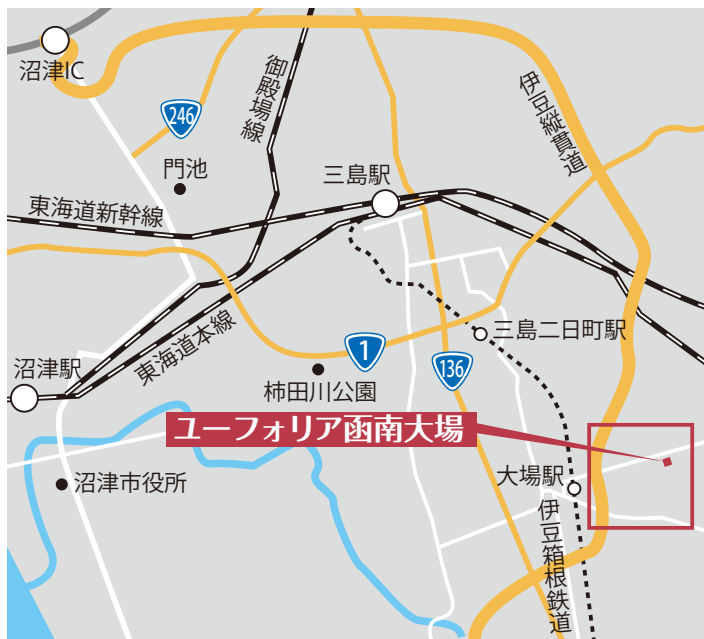 沼津IC
246
御殿場線
伊豆縦貫道
門池
三島駅
東海道新幹線
三島二日町駅
東海道本線
1
136
沼津駅
柿田川公園
ユーフォリア函南大場
大場駅
沼津市役所
伊豆箱根鉄道